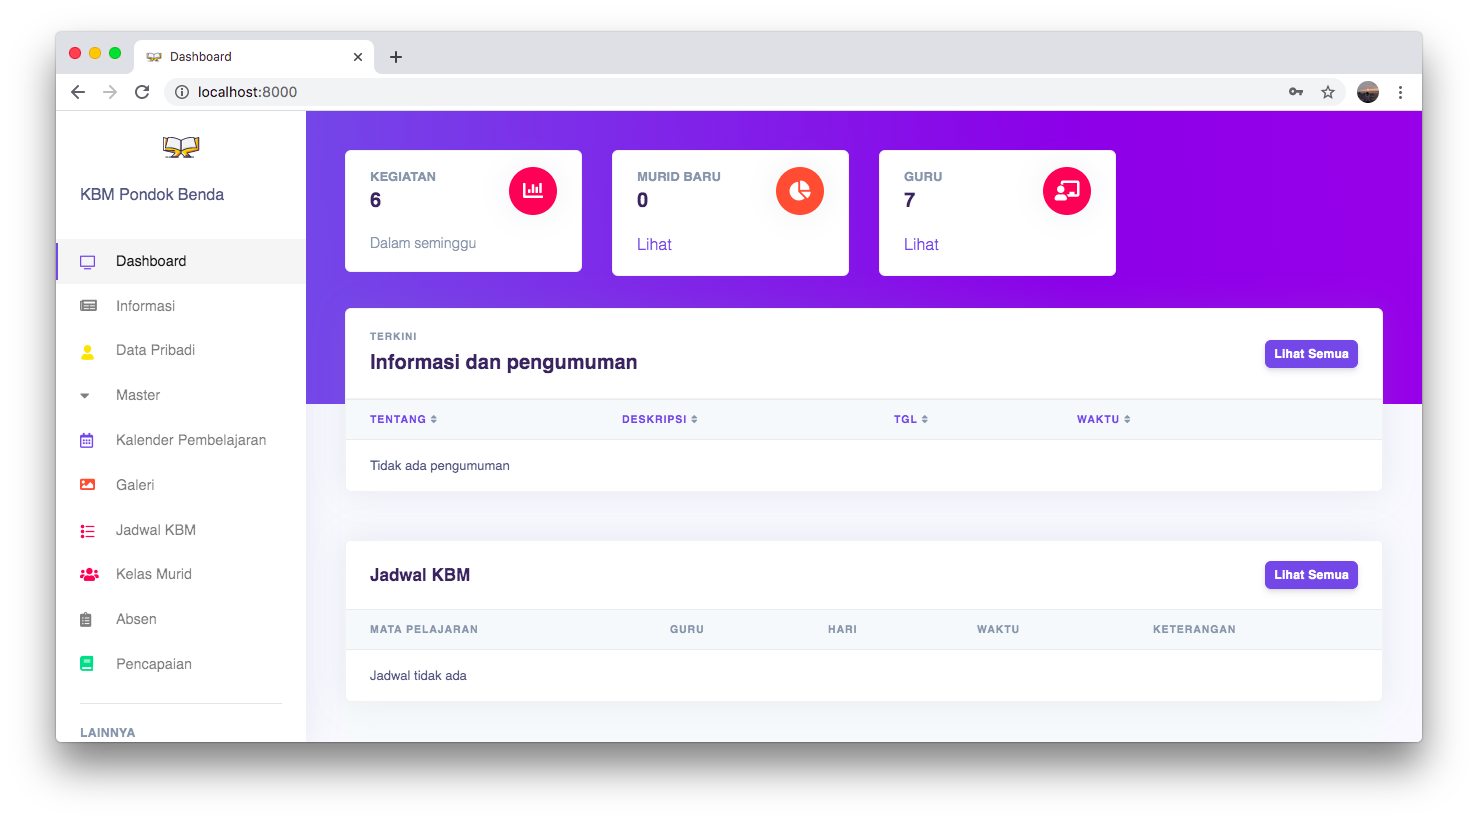 Dashboard
localhost:8000
KBM Pondok Benda
Dashboard
Informasi
Data Pribadi
Master
Kalender Pembelajaran
Galeri
Jadwal KBM
Kelas Murid
Absen
Pencapaian
LAINNYA
KEGIATAN
6
Dalam seminggu
MURID BARU
0
Lihat
GURU
7
Lihat
TERKINI
Informasi dan pengumuman
Lihat Semua
TENTANG DESKRIPSI TGL WAKTU
Tidak ada pengumuman
Jadwal KBM
Lihat Semua
MATA PELAJARAN GURU HARI WAKTU KETERANGAN
Jadwal tidak ada